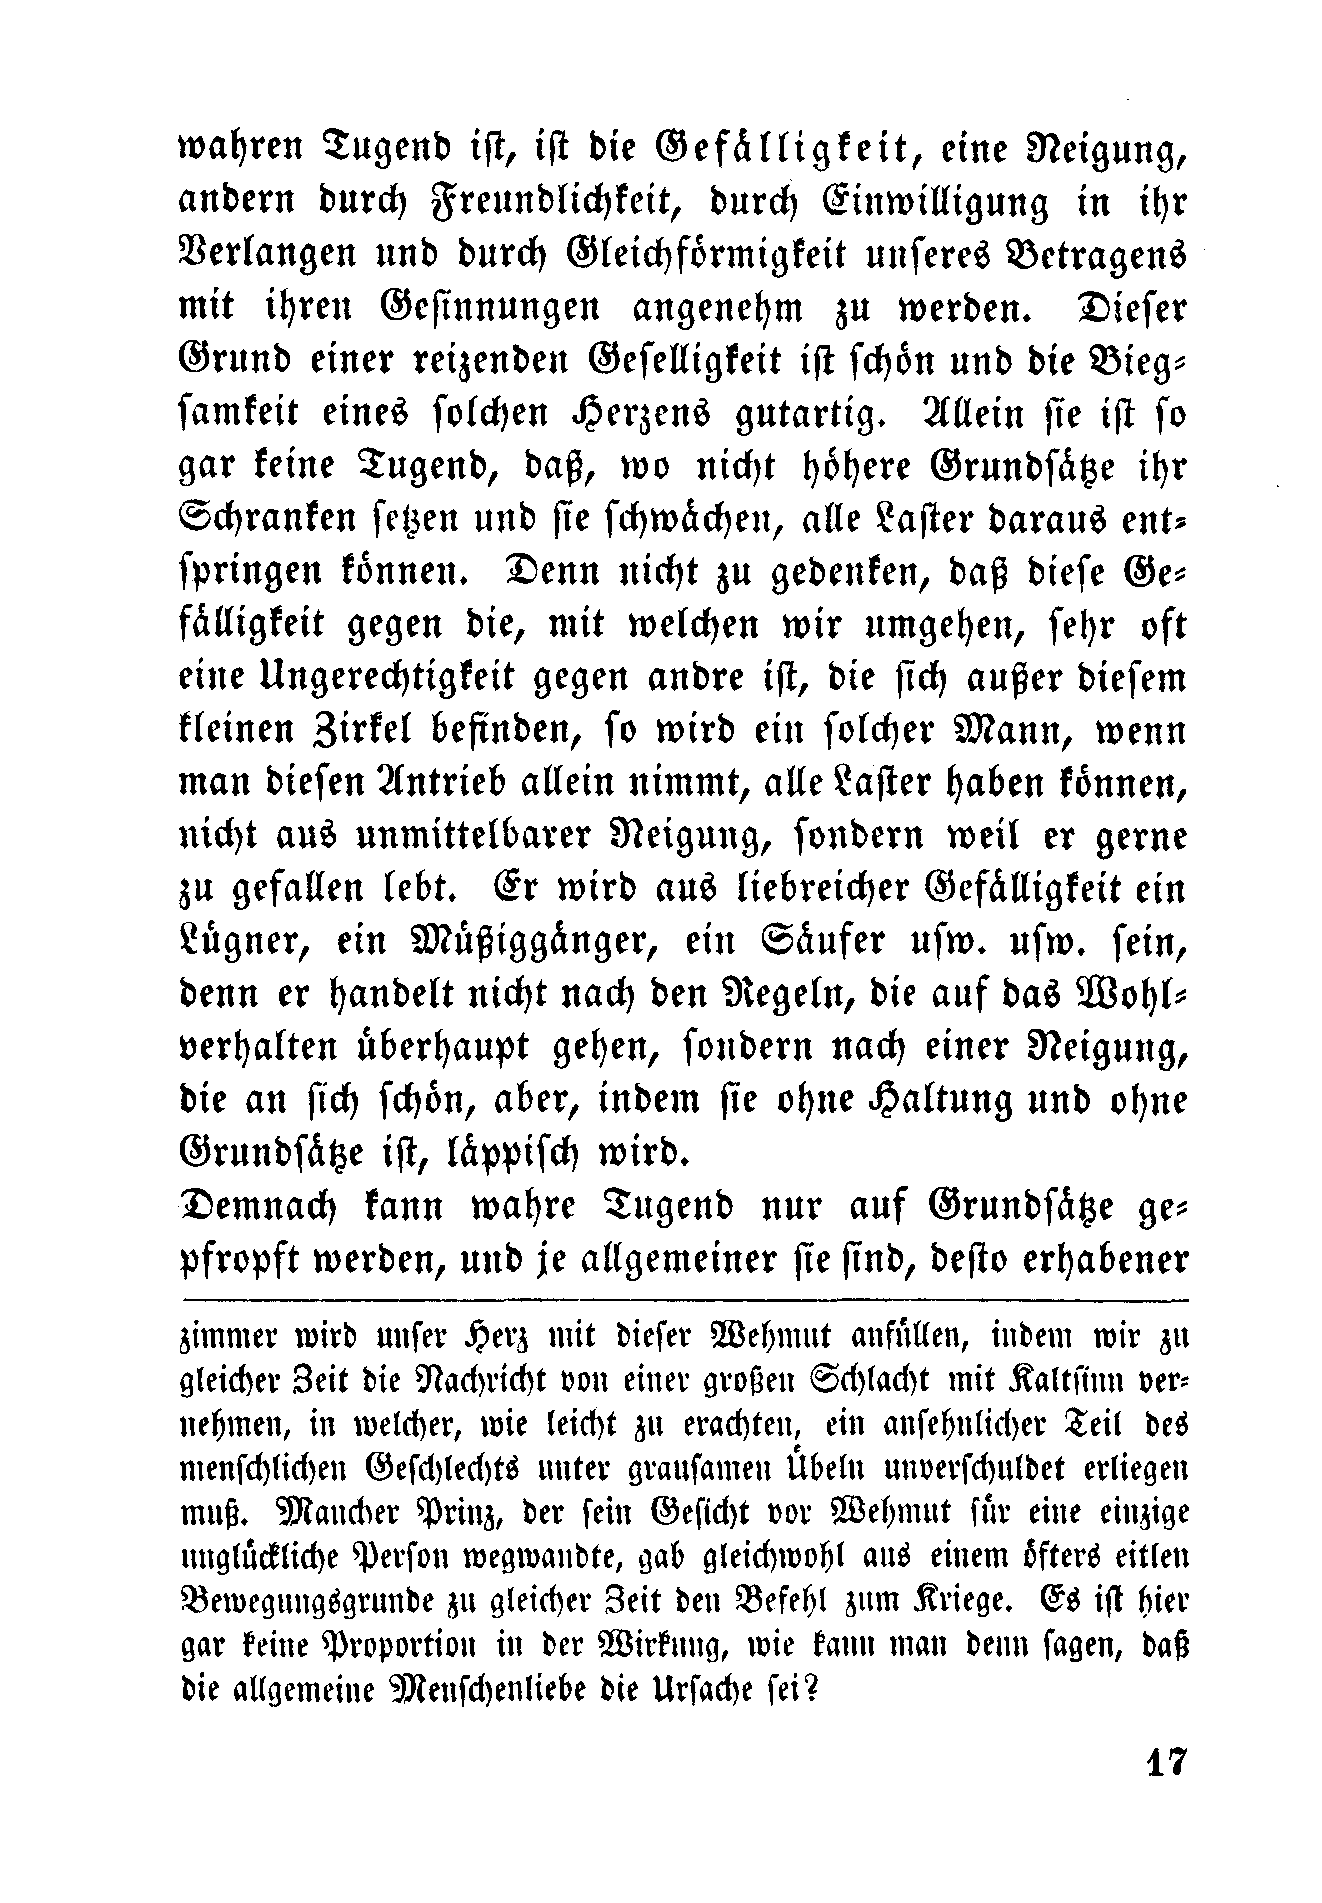 wahren Tugend ist, ist die Gefälligkeit, eine Neigung,
andern durch Freundlichkeit, durch Einwilligung in ihr
Verlangen und durch Gleichförmigkeit unseres Betragens
mit ihren Gesinnungen angenehm zu werden. Dieser
Grund einer reizenden Geselligkeit ist schön und die Bieg-
samkeit eines solchen Herzens gutartig. Allein sie ist so
gar keine Tugend, daß, wo nicht höhere Grundsätze ihr
Schranken setzen und sie schwächen, alle Laster daraus ent-
springen können. Denn nicht zu gedenken, daß diese Ge-
fälligkeit gegen die, mit welchen wir umgehen, sehr oft
eine Ungerechtigkeit gegen andre ist, die sich außer diesem
kleinen Zirkel befinden, so wird ein solcher Mann, wenn
man diesen Antrieb allein nimmt, alle Laster haben können,
nicht aus unmittelbarer Neigung, sondern weil er gerne
zu gefallen lebt. Er wird aus liebreicher Gefälligkeit ein
Lügner, ein Müßiggänger, ein Säufer usw. usw. sein,
denn er handelt nicht nach den Regeln, die auf das Wohl-
verhalten überhaupt gehen, sondern nach einer Neigung,
die an sich schön, aber, indem sie ohne Haltung und ohne
Grundsätze ist, läppisch wird.
Demnach kann wahre Tugend nur auf Grundsätze ge-
pfropft werden, und je allgemeiner sie sind, desto erhabener
zimmer wird unser Herz mit dieser Wehmut anfüllen, indem wir zu
gleicher Zeit die Nachricht von einer großen Schlacht mit Kaltsinn ver-
nehmen, in welcher, wie leicht zu erachten, ein ansehnlicher Teil des
menschlichen Geschlechts unter grausamen Übeln unverschuldet erliegen
muß. Mancher Prinz, der sein Gesicht vor Wehmut für eine einzige
unglückliche Person wegwandte, gab gleichwohl aus einem öfters eitlen
Bewegungsgrunde zu gleicher Zeit den Befehl zum Kriege. Es ist hier
gar keine Proportion in der Wirkung, wie kann man denn sagen, daß
die allgemeine Menschenliebe die Ursache sei?
17